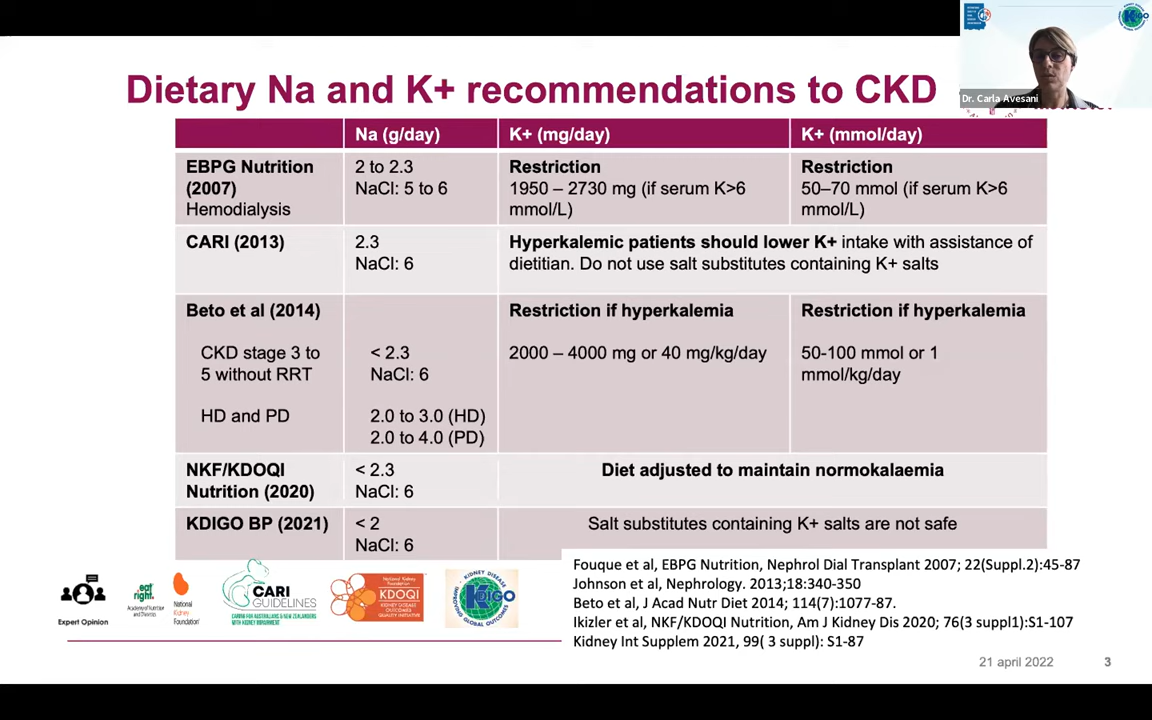 Dietary Na and K+ recommendations to CKD
Dr. Carla Avesani
Na (g/day) K+ (mg/day) K+ (mmol/day)
EBPG Nutrition
(2007)
Hemodialysis
2 to 2.3
NaCl: 5 to 6
Restriction
1950 – 2730 mg (if serum K>6
mmol/L)
Restriction
50–70 mmol (if serum K>6
mmol/L)
CARI (2013)
2.3
NaCl: 6
Hyperkalemic patients should lower K+ intake with assistance of
dietitian. Do not use salt substitutes containing K+ salts
Beto et al (2014)
CKD stage 3 to
5 without RRT
HD and PD
< 2.3
NaCl: 6
2.0 to 3.0 (HD)
2.0 to 4.0 (PD)
Restriction if hyperkalemia
2000 – 4000 mg or 40 mg/kg/day
Restriction if hyperkalemia
50-100 mmol or 1
mmol/kg/day
NKF/KDOQI
Nutrition (2020)
< 2.3
NaCl: 6
Diet adjusted to maintain normokalaemia
KDIGO BP (2021)
< 2
NaCl: 6
Salt substitutes containing K+ salts are not safe
Expert Opinion
eat
right.
Academy of Nutrition
and Dietetics
National
Kidney
Foundation
CARI
GUIDELINES
CARING FOR AUSTRALIANS & NEW ZEALANDERS
WITH KIDNEY IMPAIRMENT
National Kidney
Foundation
KDOQI
KIDNEY DISEASE
OUTCOMES
QUALITY INITIATIVE
KIDNEY DISEASE
KDIGO
IMPROVING GLOBAL OUTCOMES
Fouque et al, EBPG Nutrition, Nephrol Dial Transplant 2007; 22(Suppl.2):45-87
Johnson et al, Nephrology. 2013;18:340-350
Beto et al, J Acad Nutr Diet 2014; 114(7):1077-87.
Ikizler et al, NKF/KDOQI Nutrition, Am J Kidney Dis 2020; 76(3 suppl1):S1-107
Kidney Int Supplem 2021, 99( 3 suppl): S1-87
21 april 2022
3